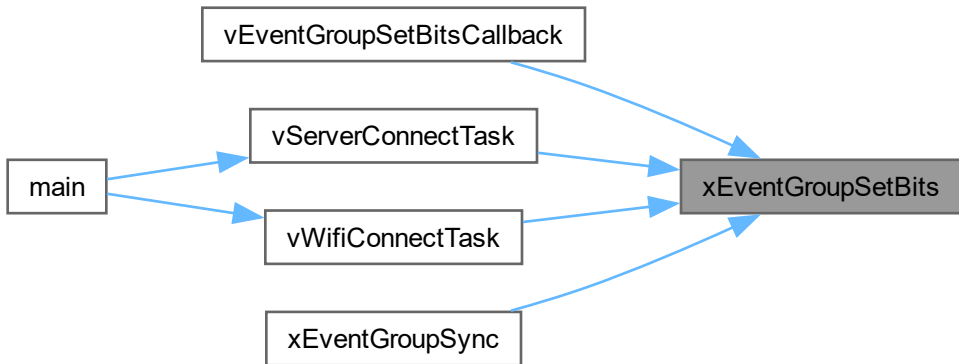 vEventGroupSetBitsCallback
vServerConnectTask
main
xEventGroupSetBits
vWifiConnectTask
xEventGroupSync